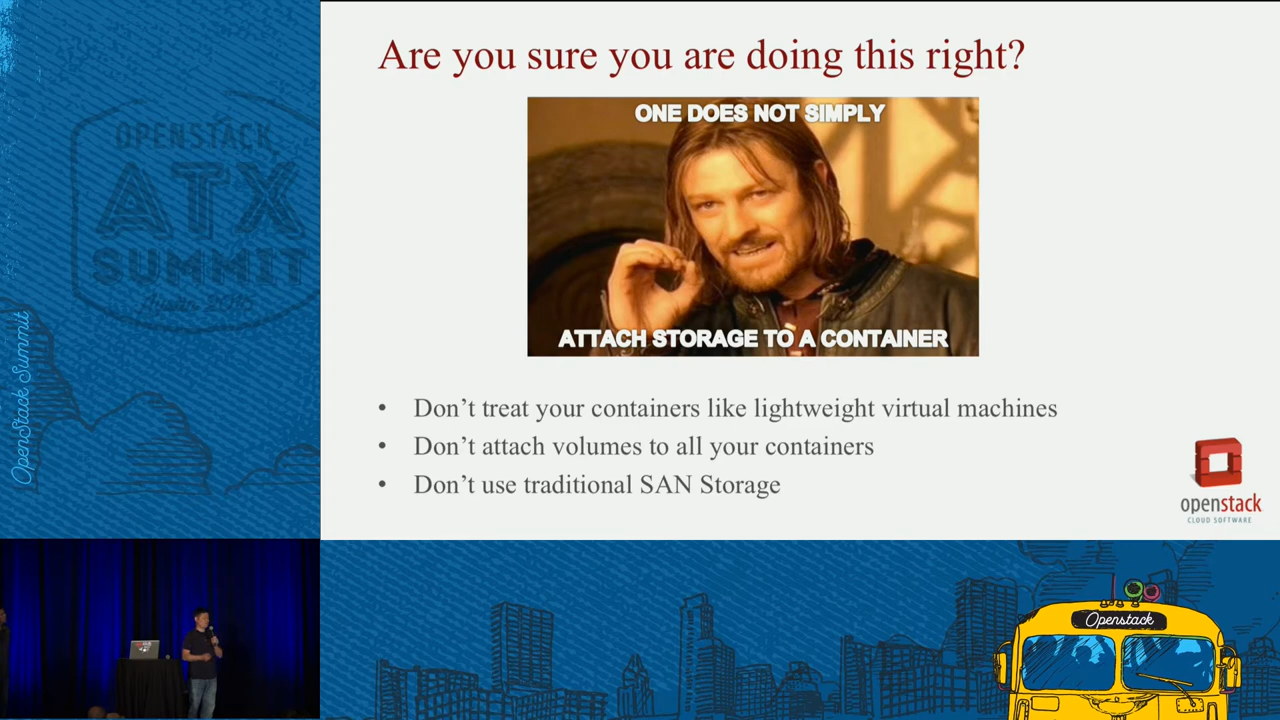 Are you sure you are doing this right?
ONE DOES NOT SIMPLY
ATTACH STORAGE TO A CONTAINER
• Don’t treat your containers like lightweight virtual machines
• Don’t attach volumes to all your containers
• Don’t use traditional SAN Storage
openstack
CLOUD SOFTWARE
OPENSTACK
ATX
SUMMIT
Austin 2016
OpenStack Summit
Openstack